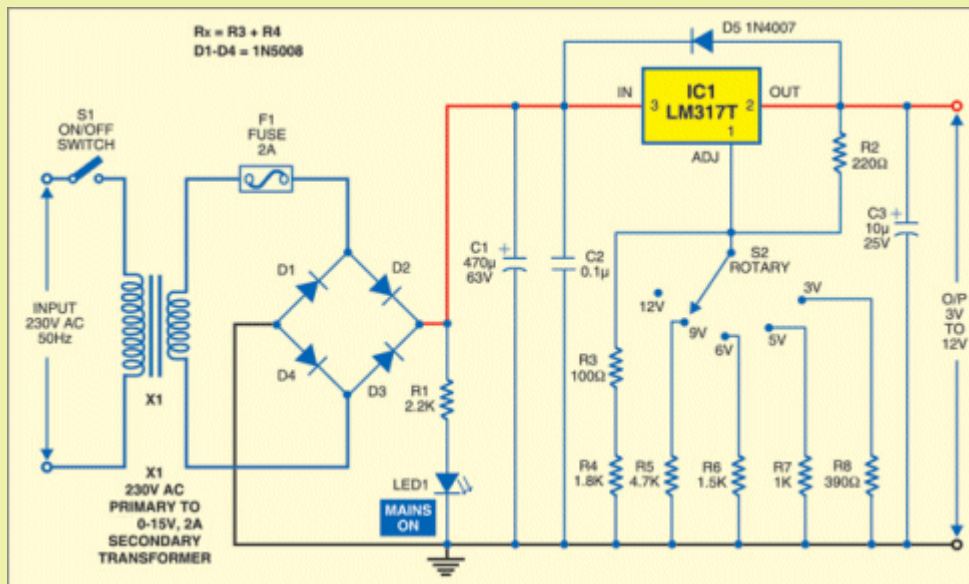 Rx = R3 + R4
D1-D4 = 1N5008
D5 1N4007
S1
ON/OFF
SWITCH
F1
FUSE
2A
IN
IC1
3
2
LM317T
1
OUT
ADJ
R2
220Ω
C1
470µ
63V
+
C2
0.1µ
S2
ROTARY
C3
10µ
25V
+
D1
D2
D4
D3
INPUT
230V AC
50Hz
12V
9V
6V
5V
3V
O/P
3V
TO
12V
X1
R1
2.2K
R3
100Ω
R4
1.8K
R5
4.7K
R6
1.5K
R7
1K
R8
390Ω
LED1
MAINS
ON
X1
230V AC
PRIMARY TO
0-15V, 2A
SECONDARY
TRANSFORMER